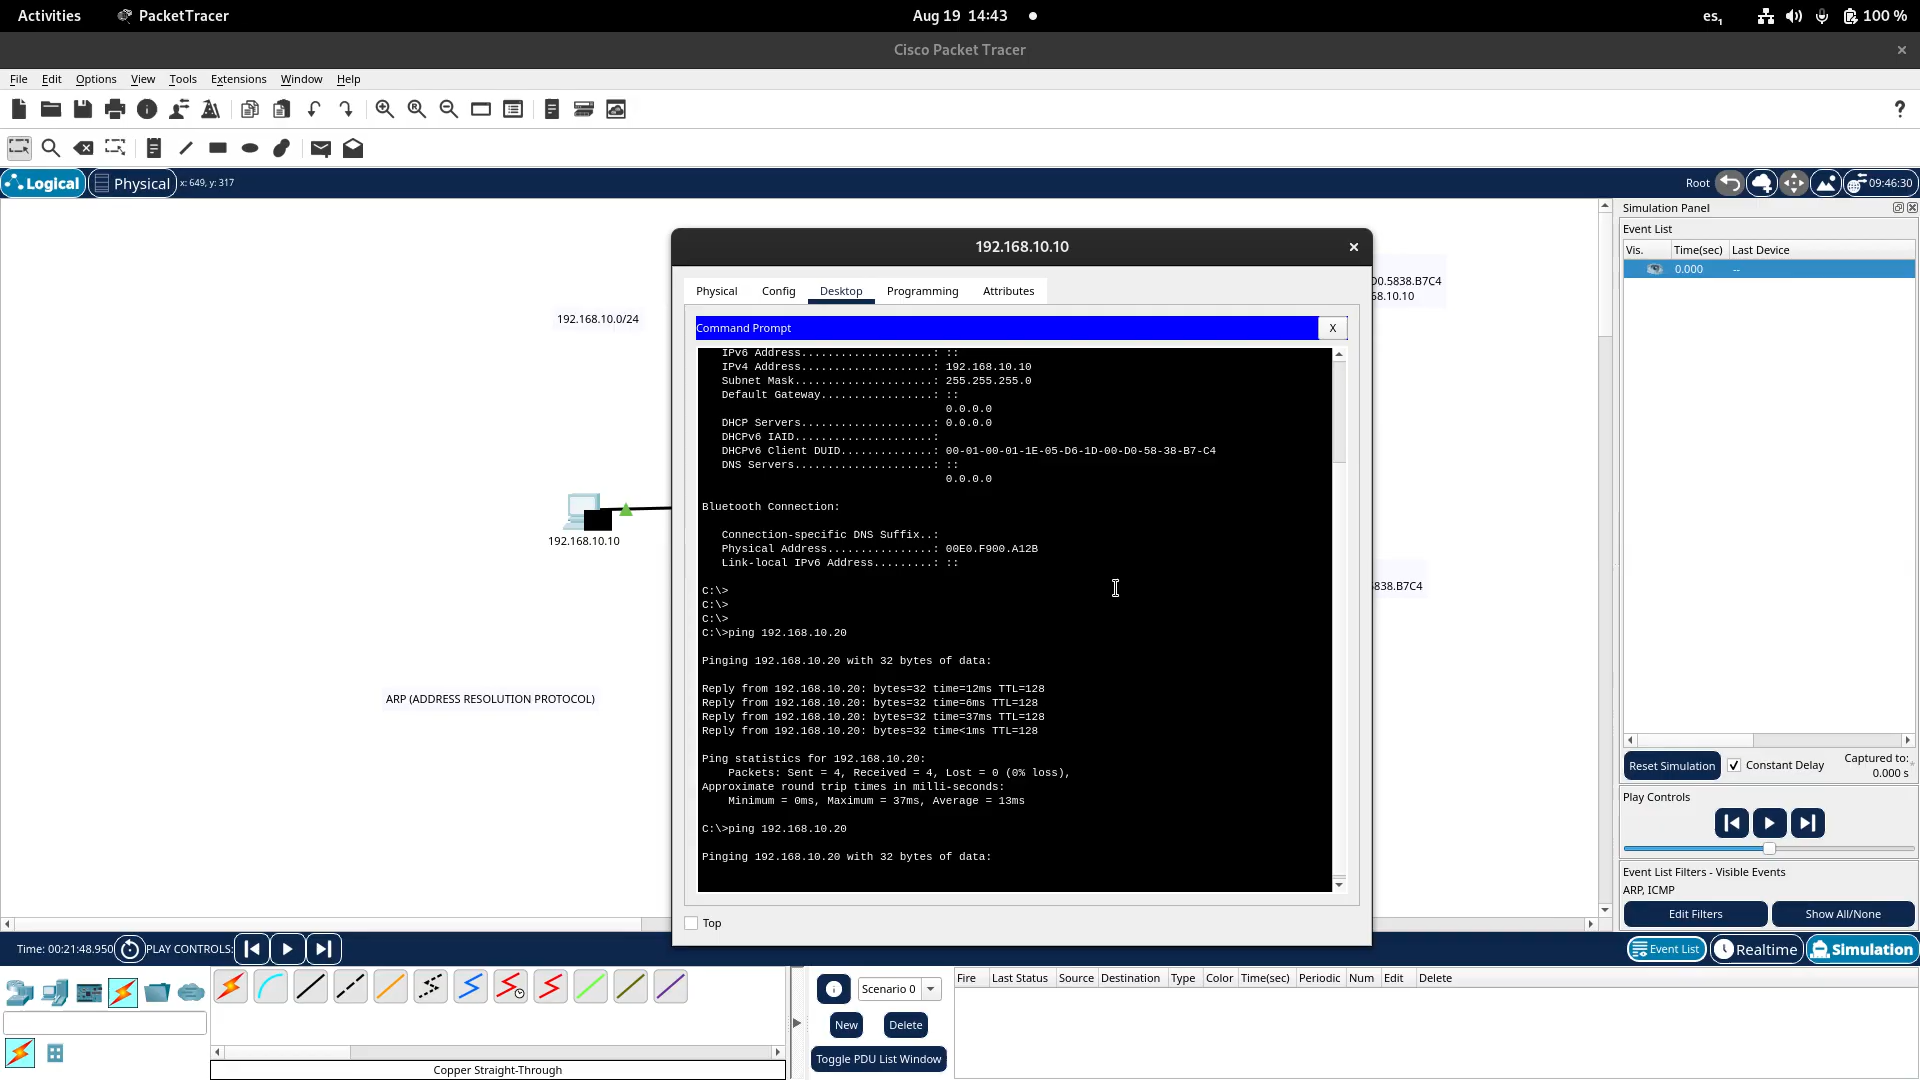 Activities
PacketTracer
Aug 19 14:43
es₁
100 %
Cisco Packet Tracer
File Edit Options View Tools Extensions Window Help
Logical
Physical
x: 649, y: 317
Root
09:46:30
Simulation Panel
Event List
Vis. Time(sec) Last Device
0.000 --
192.168.10.0/24
192.168.10.10
ARP (ADDRESS RESOLUTION PROTOCOL)
D0.5838.B7C4
68.10.10
5838.B7C4
192.168.10.10
Physical Config Desktop Programming Attributes
Command Prompt
X
IPv6 Address....................: ::
IPv4 Address....................: 192.168.10.10
Subnet Mask.....................: 255.255.255.0
Default Gateway.................: ::
0.0.0.0
DHCP Servers....................: 0.0.0.0
DHCPv6 IAID.....................:
DHCPv6 Client DUID..............: 00-01-00-01-1E-05-D6-1D-00-D0-58-38-B7-C4
DNS Servers.....................: ::
0.0.0.0
Bluetooth Connection:
Connection-specific DNS Suffix..:
Physical Address................: 00E0.F900.A12B
Link-local IPv6 Address.........: ::
C:\>
C:\>
C:\>
C:\>ping 192.168.10.20
Pinging 192.168.10.20 with 32 bytes of data:
Reply from 192.168.10.20: bytes=32 time=12ms TTL=128
Reply from 192.168.10.20: bytes=32 time=6ms TTL=128
Reply from 192.168.10.20: bytes=32 time=37ms TTL=128
Reply from 192.168.10.20: bytes=32 time<1ms TTL=128
Ping statistics for 192.168.10.20:
Packets: Sent = 4, Received = 4, Lost = 0 (0% loss),
Approximate round trip times in milli-seconds:
Minimum = 0ms, Maximum = 37ms, Average = 13ms
C:\>ping 192.168.10.20
Pinging 192.168.10.20 with 32 bytes of data:
Top
Reset Simulation
Constant Delay
Captured to:
0.000 s
Play Controls
Event List Filters - Visible Events
ARP, ICMP
Edit Filters
Show All/None
Time: 00:21:48.950
PLAY CONTROLS:
Event List
Realtime
Simulation
Scenario 0
New
Delete
Toggle PDU List Window
Fire Last Status Source Destination Type Color Time(sec) Periodic Num Edit Delete
Copper Straight-Through